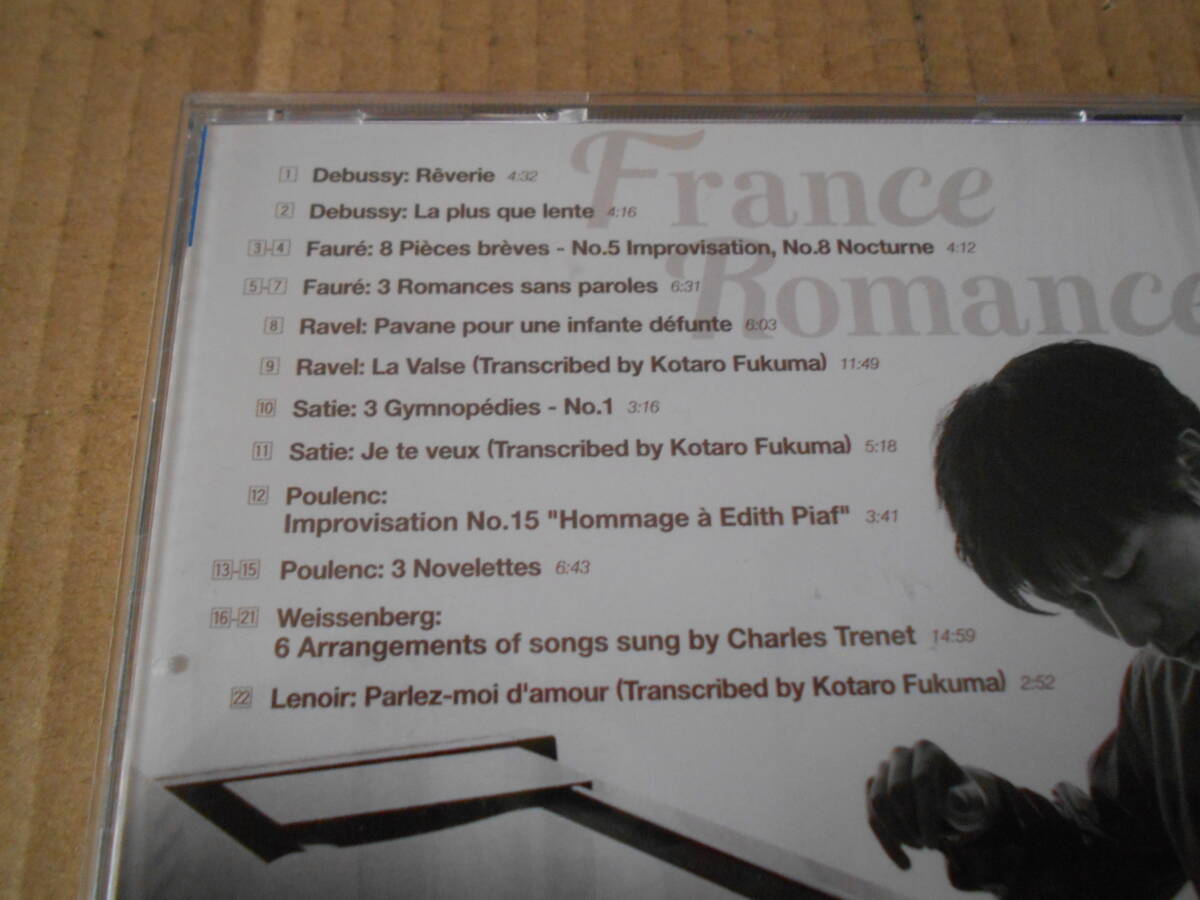 France
Romance
1 Debussy: Rêverie 4:32
2 Debussy: La plus que lente 4:16
3-4 Fauré: 8 Pièces brèves - No.5 Improvisation, No.8 Nocturne 4:12
5-7 Fauré: 3 Romances sans paroles 6:31
8 Ravel: Pavane pour une infante défunte 6:03
9 Ravel: La Valse (Transcribed by Kotaro Fukuma) 11:49
10 Satie: 3 Gymnopédies - No.1 3:16
11 Satie: Je te veux (Transcribed by Kotaro Fukuma) 5:18
12 Poulenc:
Improvisation No.15 "Hommage à Edith Piaf" 3:41
13-15 Poulenc: 3 Novelettes 6:43
16-21 Weissenberg:
6 Arrangements of songs sung by Charles Trenet 14:59
22 Lenoir: Parlez-moi d'amour (Transcribed by Kotaro Fukuma) 2:52